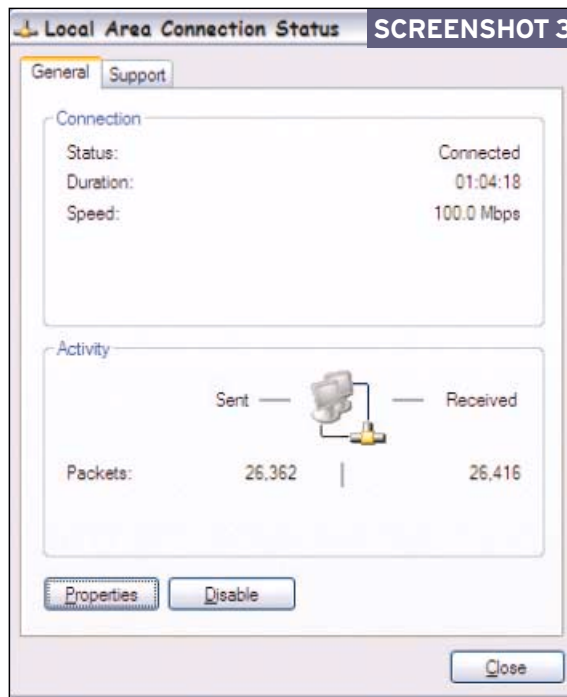 Local Area Connection Status
SCREENSHOT 3
General Support
Connection
Status: Connected
Duration: 01:04:18
Speed: 100.0 Mbps
Activity
Sent Received
Packets: 26,362 26,416
Properties Disable
Close